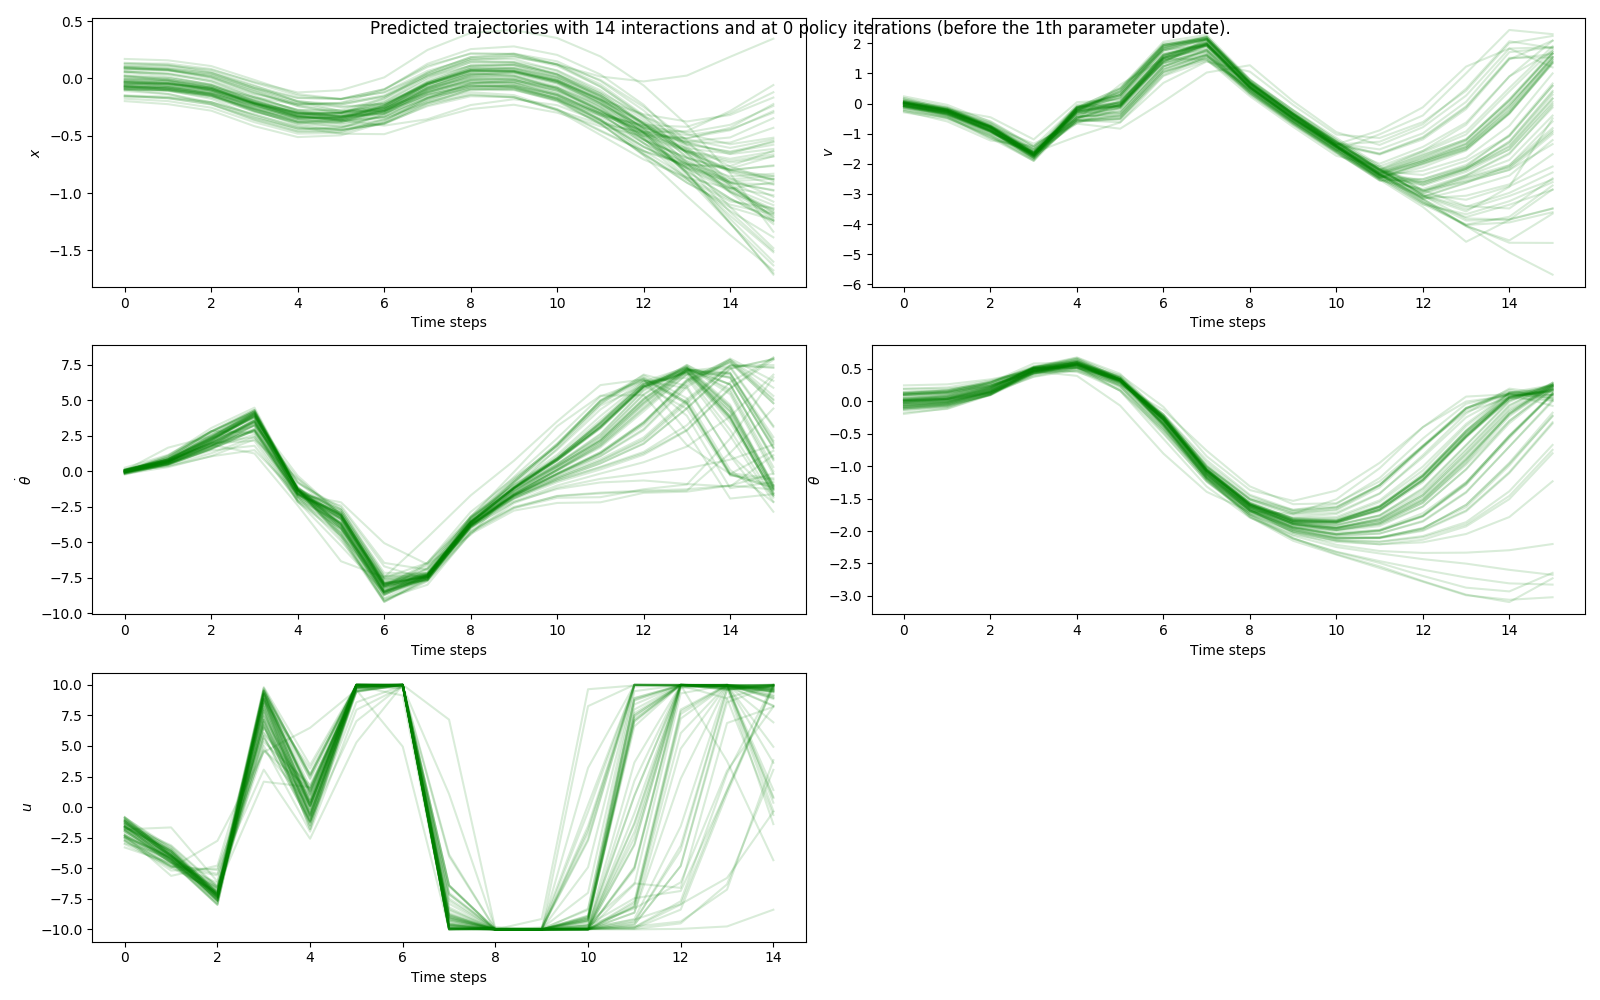 Predicted trajectories with 14 interactions and at 0 policy iterations (before the 1th parameter update).
0.5
0.0
−0.5
−1.0
−1.5
x
0 2 4 6 8 10 12 14
Time steps
2
1
0
−1
−2
−3
−4
−5
−6
v
0 2 4 6 8 10 12 14
Time steps
7.5
5.0
2.5
0.0
−2.5
−5.0
−7.5
−10.0
θ̇
0 2 4 6 8 10 12 14
Time steps
0.5
0.0
−0.5
−1.0
−1.5
−2.0
−2.5
−3.0
θ
0 2 4 6 8 10 12 14
Time steps
10.0
7.5
5.0
2.5
0.0
−2.5
−5.0
−7.5
−10.0
u
0 2 4 6 8 10 12 14
Time steps